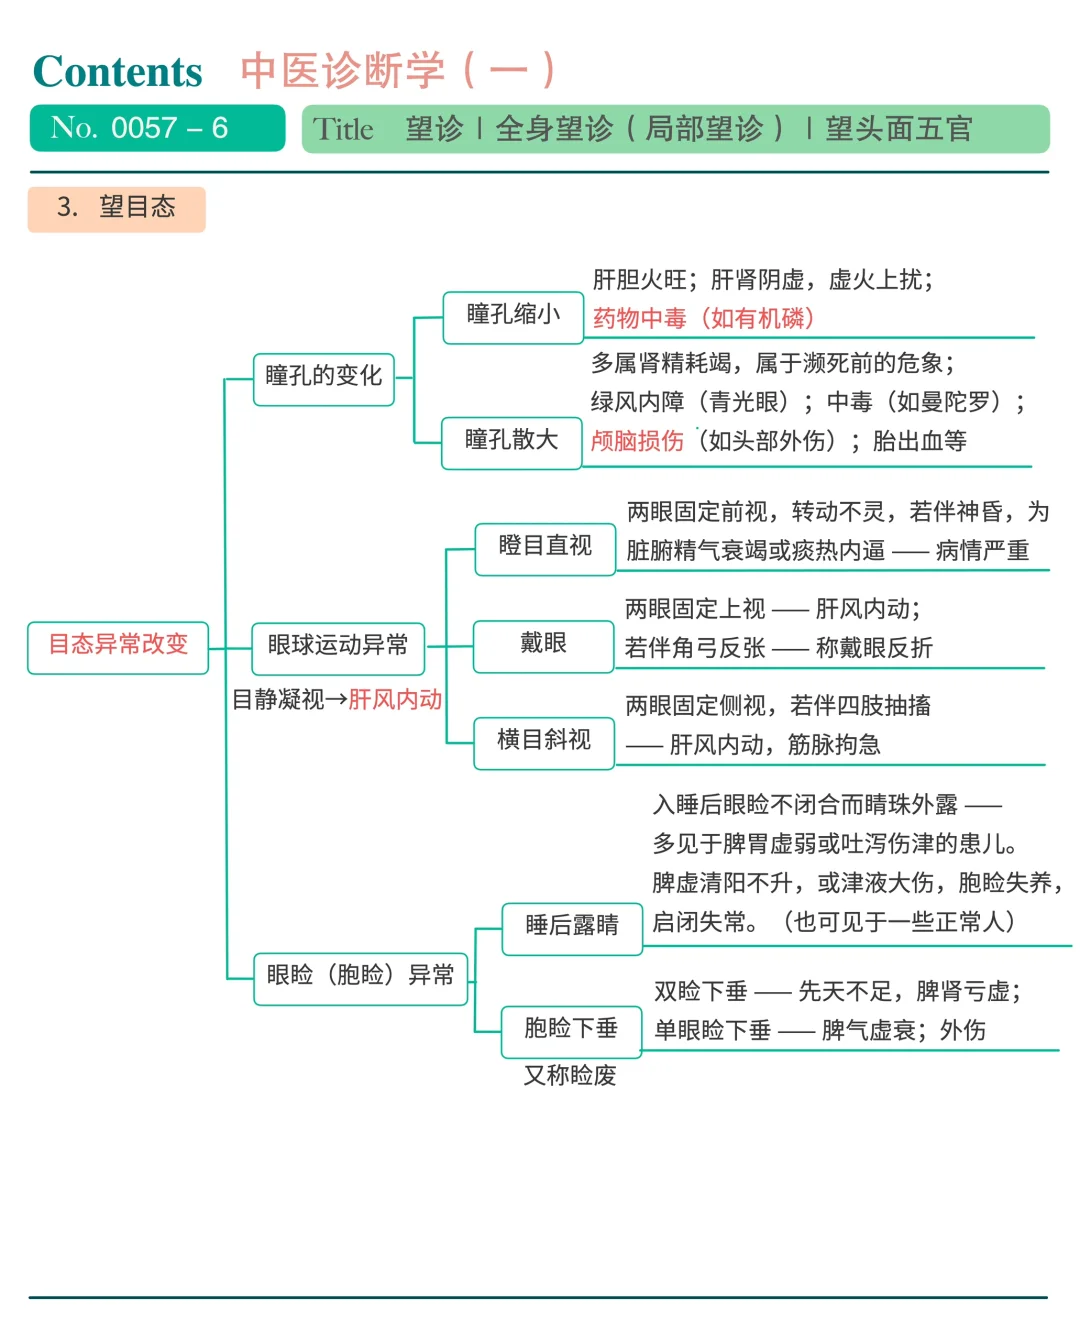 Contents 中医诊断学（一）
No. 0057 – 6
Title 望诊 | 全身望诊（局部望诊） | 望头面五官
3. 望目态
目态异常改变
瞳孔的变化
瞳孔缩小
肝胆火旺；肝肾阴虚，虚火上扰；
药物中毒（如有机磷）
瞳孔散大
多属肾精耗竭，属于濒死前的危象；
绿风内障（青光眼）；中毒（如曼陀罗）；
颅脑损伤（如头部外伤）；胎出血等
眼球运动异常
目静凝视→肝风内动
瞪目直视
两眼固定前视，转动不灵，若伴神昏，为
脏腑精气衰竭或痰热内逼 —— 病情严重
戴眼
两眼固定上视 —— 肝风内动；
若伴角弓反张 —— 称戴眼反折
横目斜视
两眼固定侧视，若伴四肢抽搐
—— 肝风内动，筋脉拘急
眼睑（胞睑）异常
睡后露睛
入睡后眼睑不闭合而睛珠外露 ——
多见于脾胃虚弱或吐泻伤津的患儿。
脾虚清阳不升，或津液大伤，胞睑失养，
启闭失常。（也可见于一些正常人）
胞睑下垂
又称睑废
双睑下垂 —— 先天不足，脾肾亏虚；
单眼睑下垂 —— 脾气虚衰；外伤